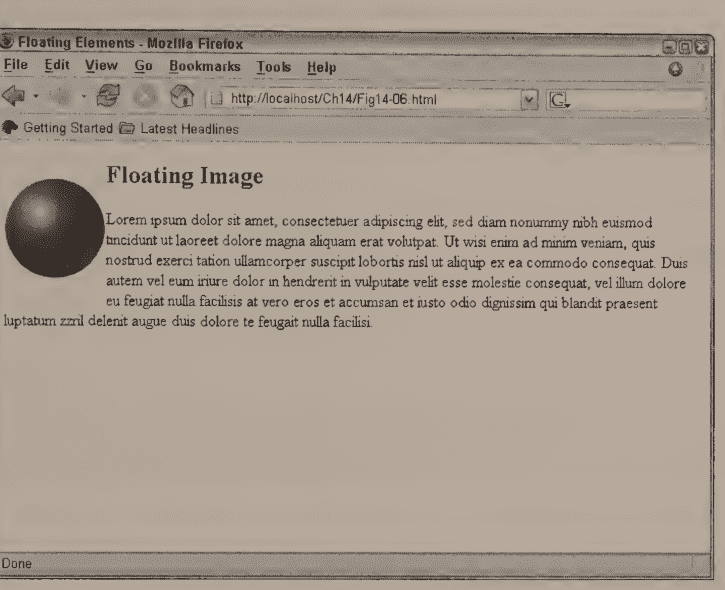 Floating Elements - Mozilla Firefox
File Edit View Go Bookmarks Tools Help
http://localhost/Ch14/Fig14-06.html G
Getting Started Latest Headlines
Floating Image
Lorem ipsum dolor sit amet, consectetuer adipiscing elit, sed diam nonummy nibh euismod
tincidunt ut laoreet dolore magna aliquam erat volutpat. Ut wisi enim ad minim veniam, quis
nostrud exerci tation ullamcorper suscipit lobortis nisl ut aliquip ex ea commodo consequat. Duis
autem vel eum iriure dolor in hendrerit in vulputate velit esse molestie consequat, vel illum dolore
eu feugiat nulla facilisis at vero eros et accumsan et iusto odio dignissim qui blandit praesent
luptatum zzril delenit augue duis dolore te feugait nulla facilisi.
Done